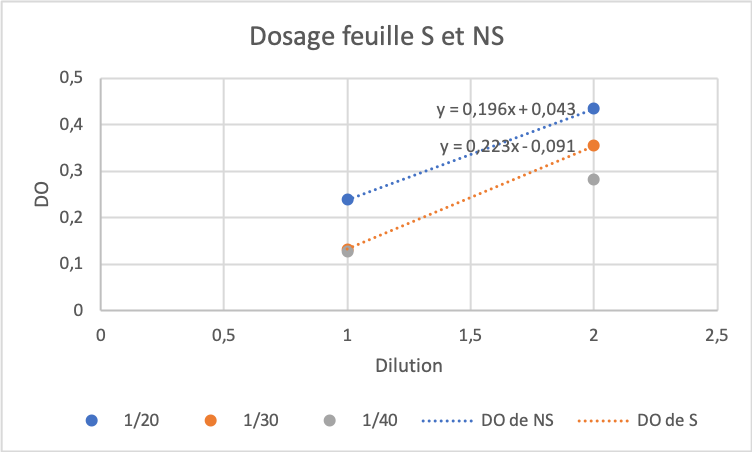 Dosage feuille S et NS
0,5
0,4
0,3
0,2
0,1
0
DO
y = 0,196x + 0,043
y = 0,223x - 0,091
0 0,5 1 1,5 2 2,5
Dilution
1/20 1/30 1/40 DO de NS DO de S